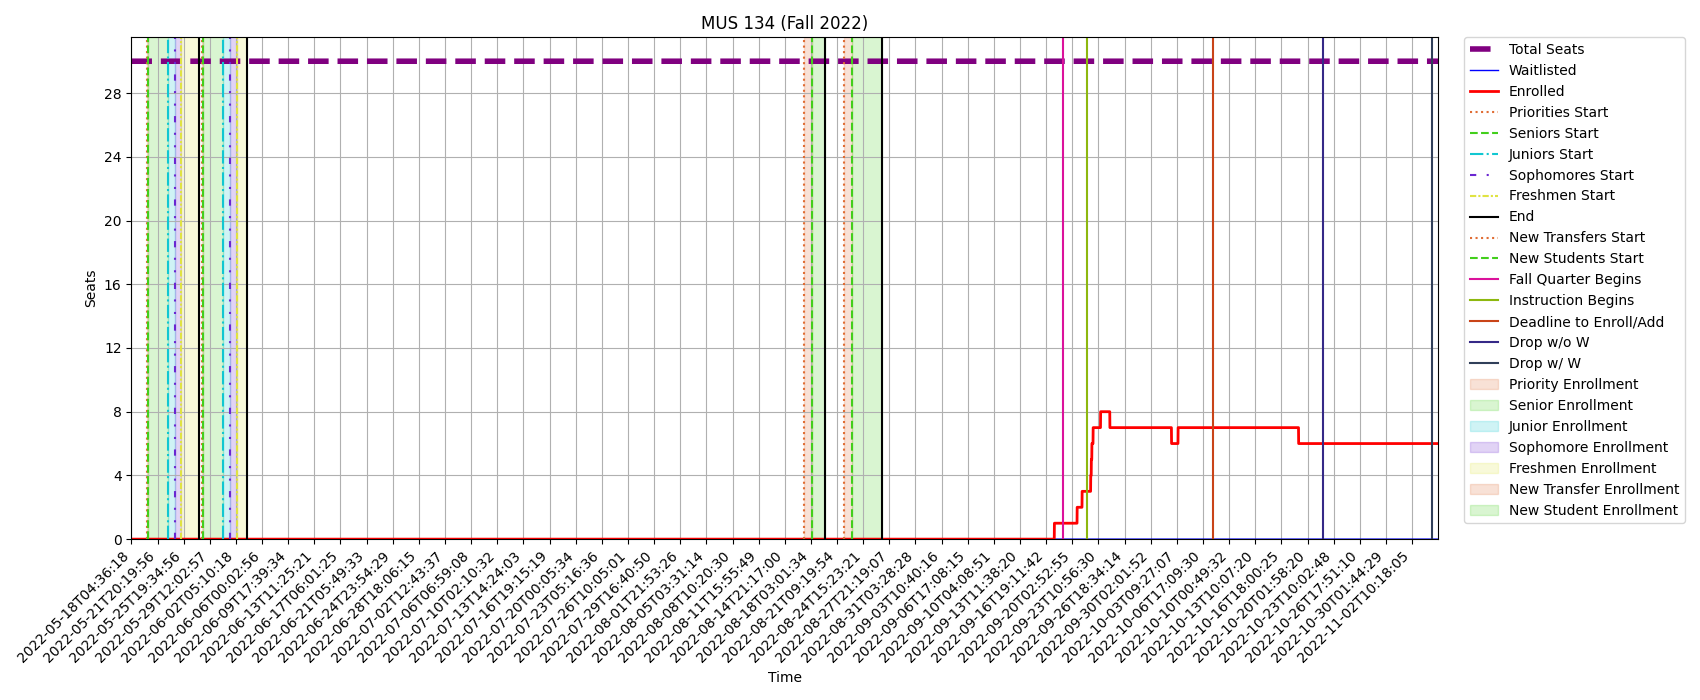 MUS 134 (Fall 2022)
Seats
28
24
20
16
12
8
4
0
2022-05-18T04:36:18
2022-05-21T20:19:56
2022-05-25T19:34:56
2022-05-29T12:02:57
2022-06-02T05:10:18
2022-06-06T00:02:56
2022-06-09T17:39:34
2022-06-13T11:25:21
2022-06-17T06:01:25
2022-06-21T05:49:33
2022-06-24T23:54:29
2022-06-28T18:06:15
2022-07-02T12:43:37
2022-07-06T06:59:08
2022-07-10T02:10:32
2022-07-13T14:24:03
2022-07-16T19:15:19
2022-07-20T00:05:34
2022-07-23T05:16:36
2022-07-26T10:05:01
2022-07-29T16:40:50
2022-08-01T21:53:26
2022-08-05T03:31:14
2022-08-08T10:20:30
2022-08-11T15:55:49
2022-08-14T21:17:00
2022-08-18T03:01:34
2022-08-21T09:19:54
2022-08-24T15:23:21
2022-08-27T21:19:07
2022-08-31T03:28:28
2022-09-03T10:40:16
2022-09-06T17:08:15
2022-09-10T04:08:51
2022-09-13T11:38:20
2022-09-16T19:11:42
2022-09-20T02:52:55
2022-09-23T10:56:30
2022-09-26T18:34:14
2022-09-30T02:01:52
2022-10-03T09:27:07
2022-10-06T17:09:30
2022-10-10T00:49:32
2022-10-13T10:07:20
2022-10-16T18:00:25
2022-10-20T01:58:20
2022-10-23T10:02:48
2022-10-26T17:51:10
2022-10-30T01:44:29
2022-11-02T10:18:05
Time
Total Seats
Waitlisted
Enrolled
Priorities Start
Seniors Start
Juniors Start
Sophomores Start
Freshmen Start
End
New Transfers Start
New Students Start
Fall Quarter Begins
Instruction Begins
Deadline to Enroll/Add
Drop w/o W
Drop w/ W
Priority Enrollment
Senior Enrollment
Junior Enrollment
Sophomore Enrollment
Freshmen Enrollment
New Transfer Enrollment
New Student Enrollment